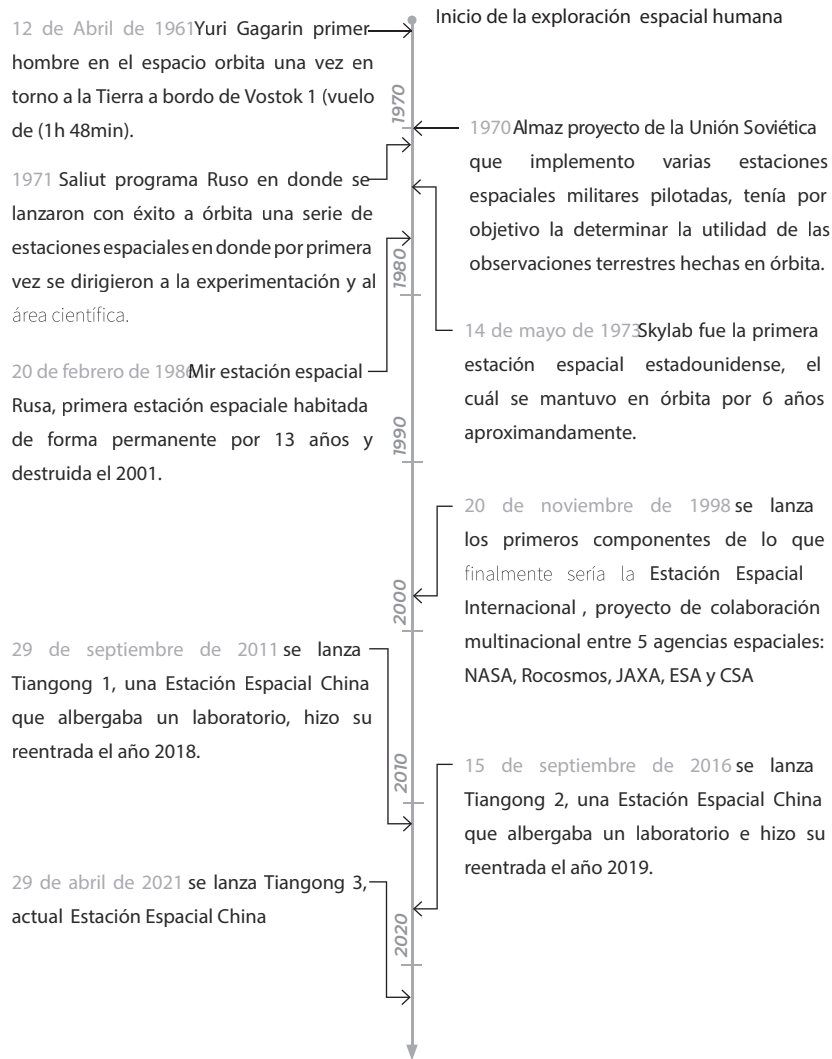 Inicio de la exploración espacial humana
12 de Abril de 1961 Yuri Gagarin primer
hombre en el espacio orbita una vez en
torno a la Tierra a bordo de Vostok 1 (vuelo
de (1h 48min).
1970
1970 Almaz proyecto de la Unión Soviética
que implemento varias estaciones
espaciales militares pilotadas, tenía por
objetivo la determinar la utilidad de las
observaciones terrestres hechas en órbita.
1971 Saliut programa Ruso en donde se
lanzaron con éxito a órbita una serie de
estaciones espaciales en donde por primera
vez se dirigieron a la experimentación y al
área científica.
1980
14 de mayo de 1973 Skylab fue la primera
estación espacial estadounidense, el
cuál se mantuvo en órbita por 6 años
aproximandamente.
20 de febrero de 1986 Mir estación espacial
Rusa, primera estación espaciale habitada
de forma permanente por 13 años y
destruida el 2001.
1990
20 de noviembre de 1998 se lanza
los primeros componentes de lo que
finalmente sería la Estación Espacial
Internacional , proyecto de colaboración
multinacional entre 5 agencias espaciales:
NASA, Rocosmos, JAXA, ESA y CSA
2000
29 de septiembre de 2011 se lanza
Tiangong 1, una Estación Espacial China
que albergaba un laboratorio, hizo su
reentrada el año 2018.
2010
15 de septiembre de 2016 se lanza
Tiangong 2, una Estación Espacial China
que albergaba un laboratorio e hizo su
reentrada el año 2019.
29 de abril de 2021 se lanza Tiangong 3,
actual Estación Espacial China
2020